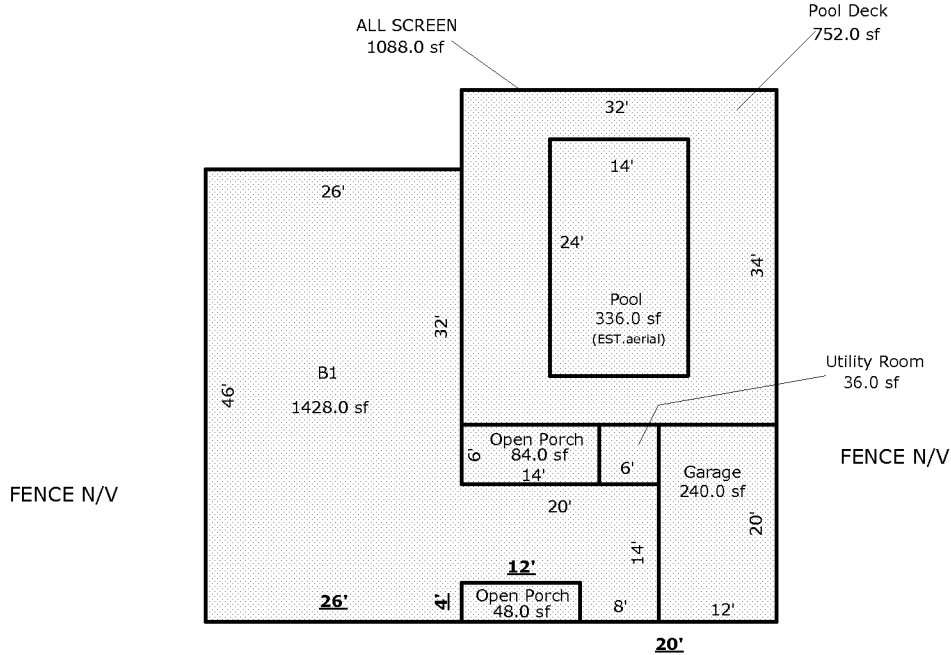 Pool Deck
752.0 sf
ALL SCREEN
1088.0 sf
32'
14'
26'
24'
34'
Pool
336.0 sf
(EST.aerial)
32'
Utility Room
36.0 sf
B1
1428.0 sf
46'
Open Porch
84.0 sf
6'
14'
6'
Garage
240.0 sf
FENCE N/V
FENCE N/V
20'
20'
14'
12'
26'
4'
Open Porch
48.0 sf
8'
12'
20'